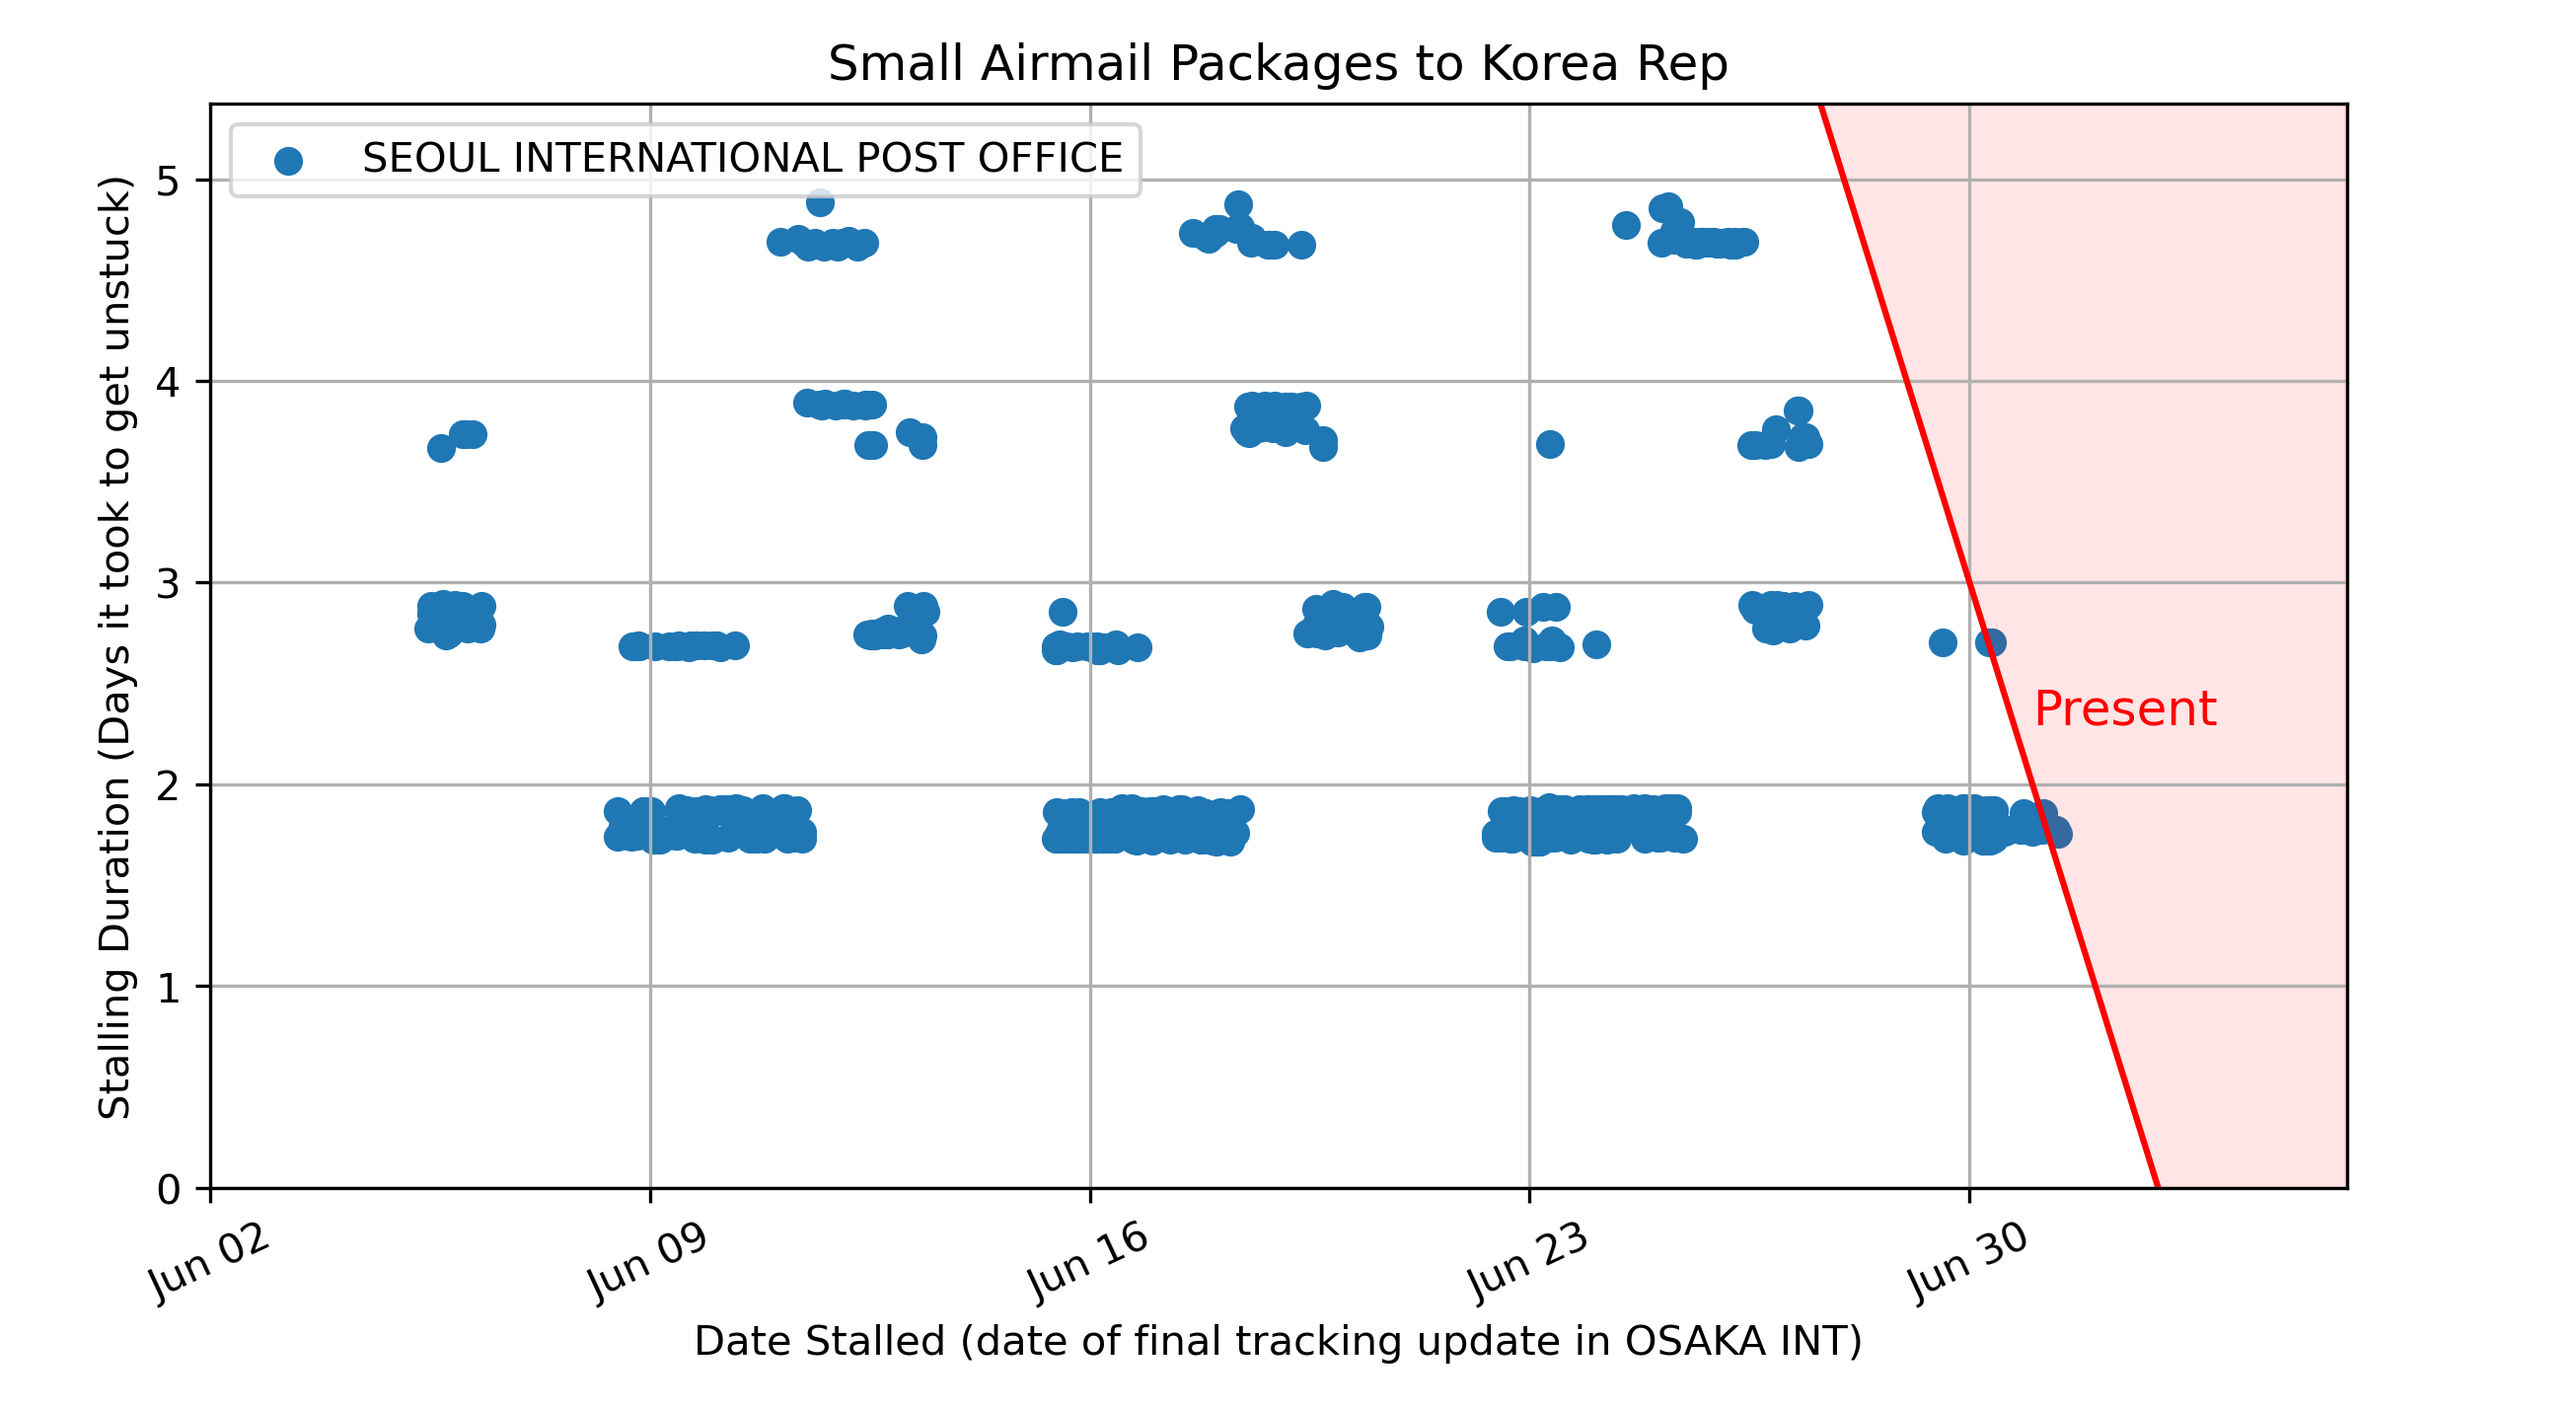 Small Airmail Packages to Korea Rep
SEOUL INTERNATIONAL POST OFFICE
Stalling Duration (Days it took to get unstuck)
5
4
3
2
1
0
Present
Jun 02
Jun 09
Jun 16
Jun 23
Jun 30
Date Stalled (date of final tracking update in OSAKA INT)